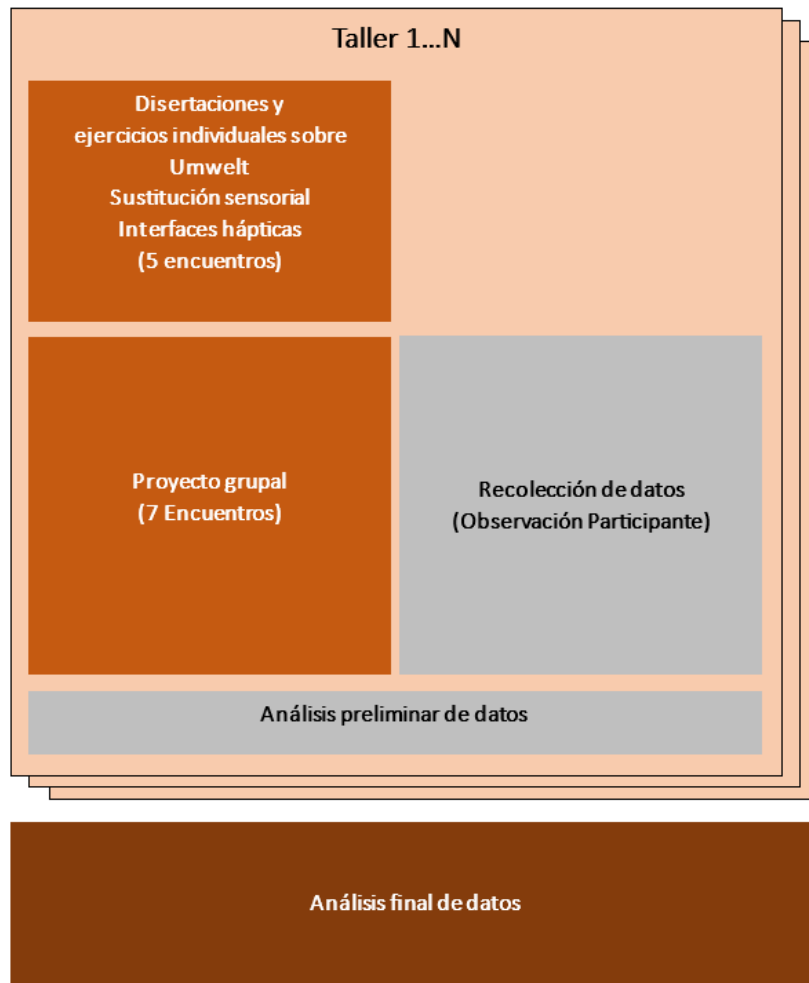 Taller 1...N
Disertaciones y
ejercicios individuales sobre
Umwelt
Sustitución sensorial
Interfaces hápticas
(5 encuentros)
Proyecto grupal
(7 Encuentros)
Recolección de datos
(Observación Participante)
Análisis preliminar de datos
Análisis final de datos